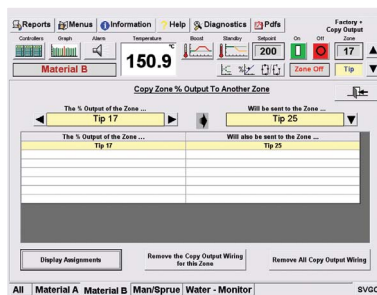 Reports Menus Information Help Diagnostics Pdfs Factory + Copy Output
Controllers Graph Alarm Temperature Boost Standby Setpoint On Off Zone
150.9 °C 200 17
Material B Zone Off Tip
Copy Zone % Output To Another Zone
The % Output of the Zone ... Will be sent to the Zone ...
Tip 17 Tip 25
The % Output of the Zone ... Will also be sent to the Zone ...
Tip 17 Tip 25
Display Assignments Remove the Copy Output Wiring for this Zone Remove All Copy Output Wiring
All Material A Material B Man/Sprue Water - Monitor SVGC